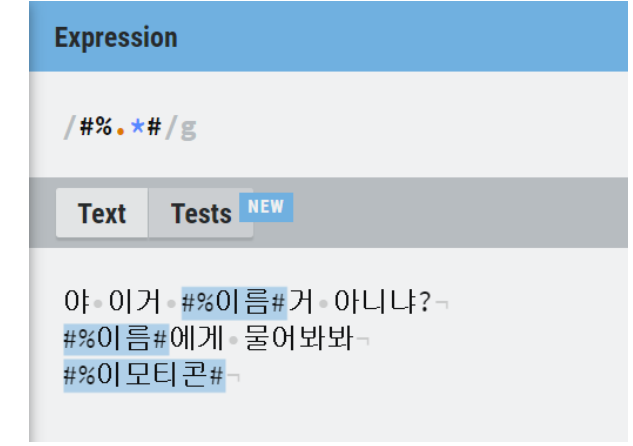 Expression
/#%.*#/g
Text Tests NEW
야 이거 #%이름#거 아니냐?
#%이름#에게 물어봐봐
#%이모티콘#